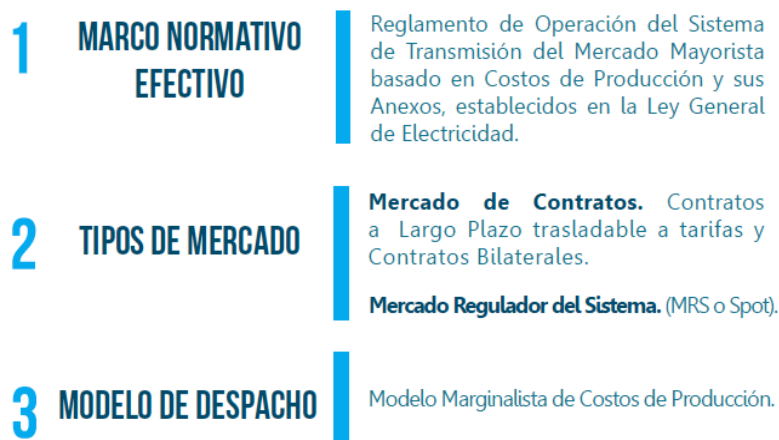 1
MARCO NORMATIVO
EFECTIVO
Reglamento de Operación del Sistema
de Transmisión del Mercado Mayorista
basado en Costos de Producción y sus
Anexos, establecidos en la Ley General
de Electricidad.
2
TIPOS DE MERCADO
Mercado de Contratos. Contratos
a Largo Plazo trasladable a tarifas y
Contratos Bilaterales.
Mercado Regulador del Sistema. (MRS o Spot).
3
MODELO DE DESPACHO
Modelo Marginalista de Costos de Producción.